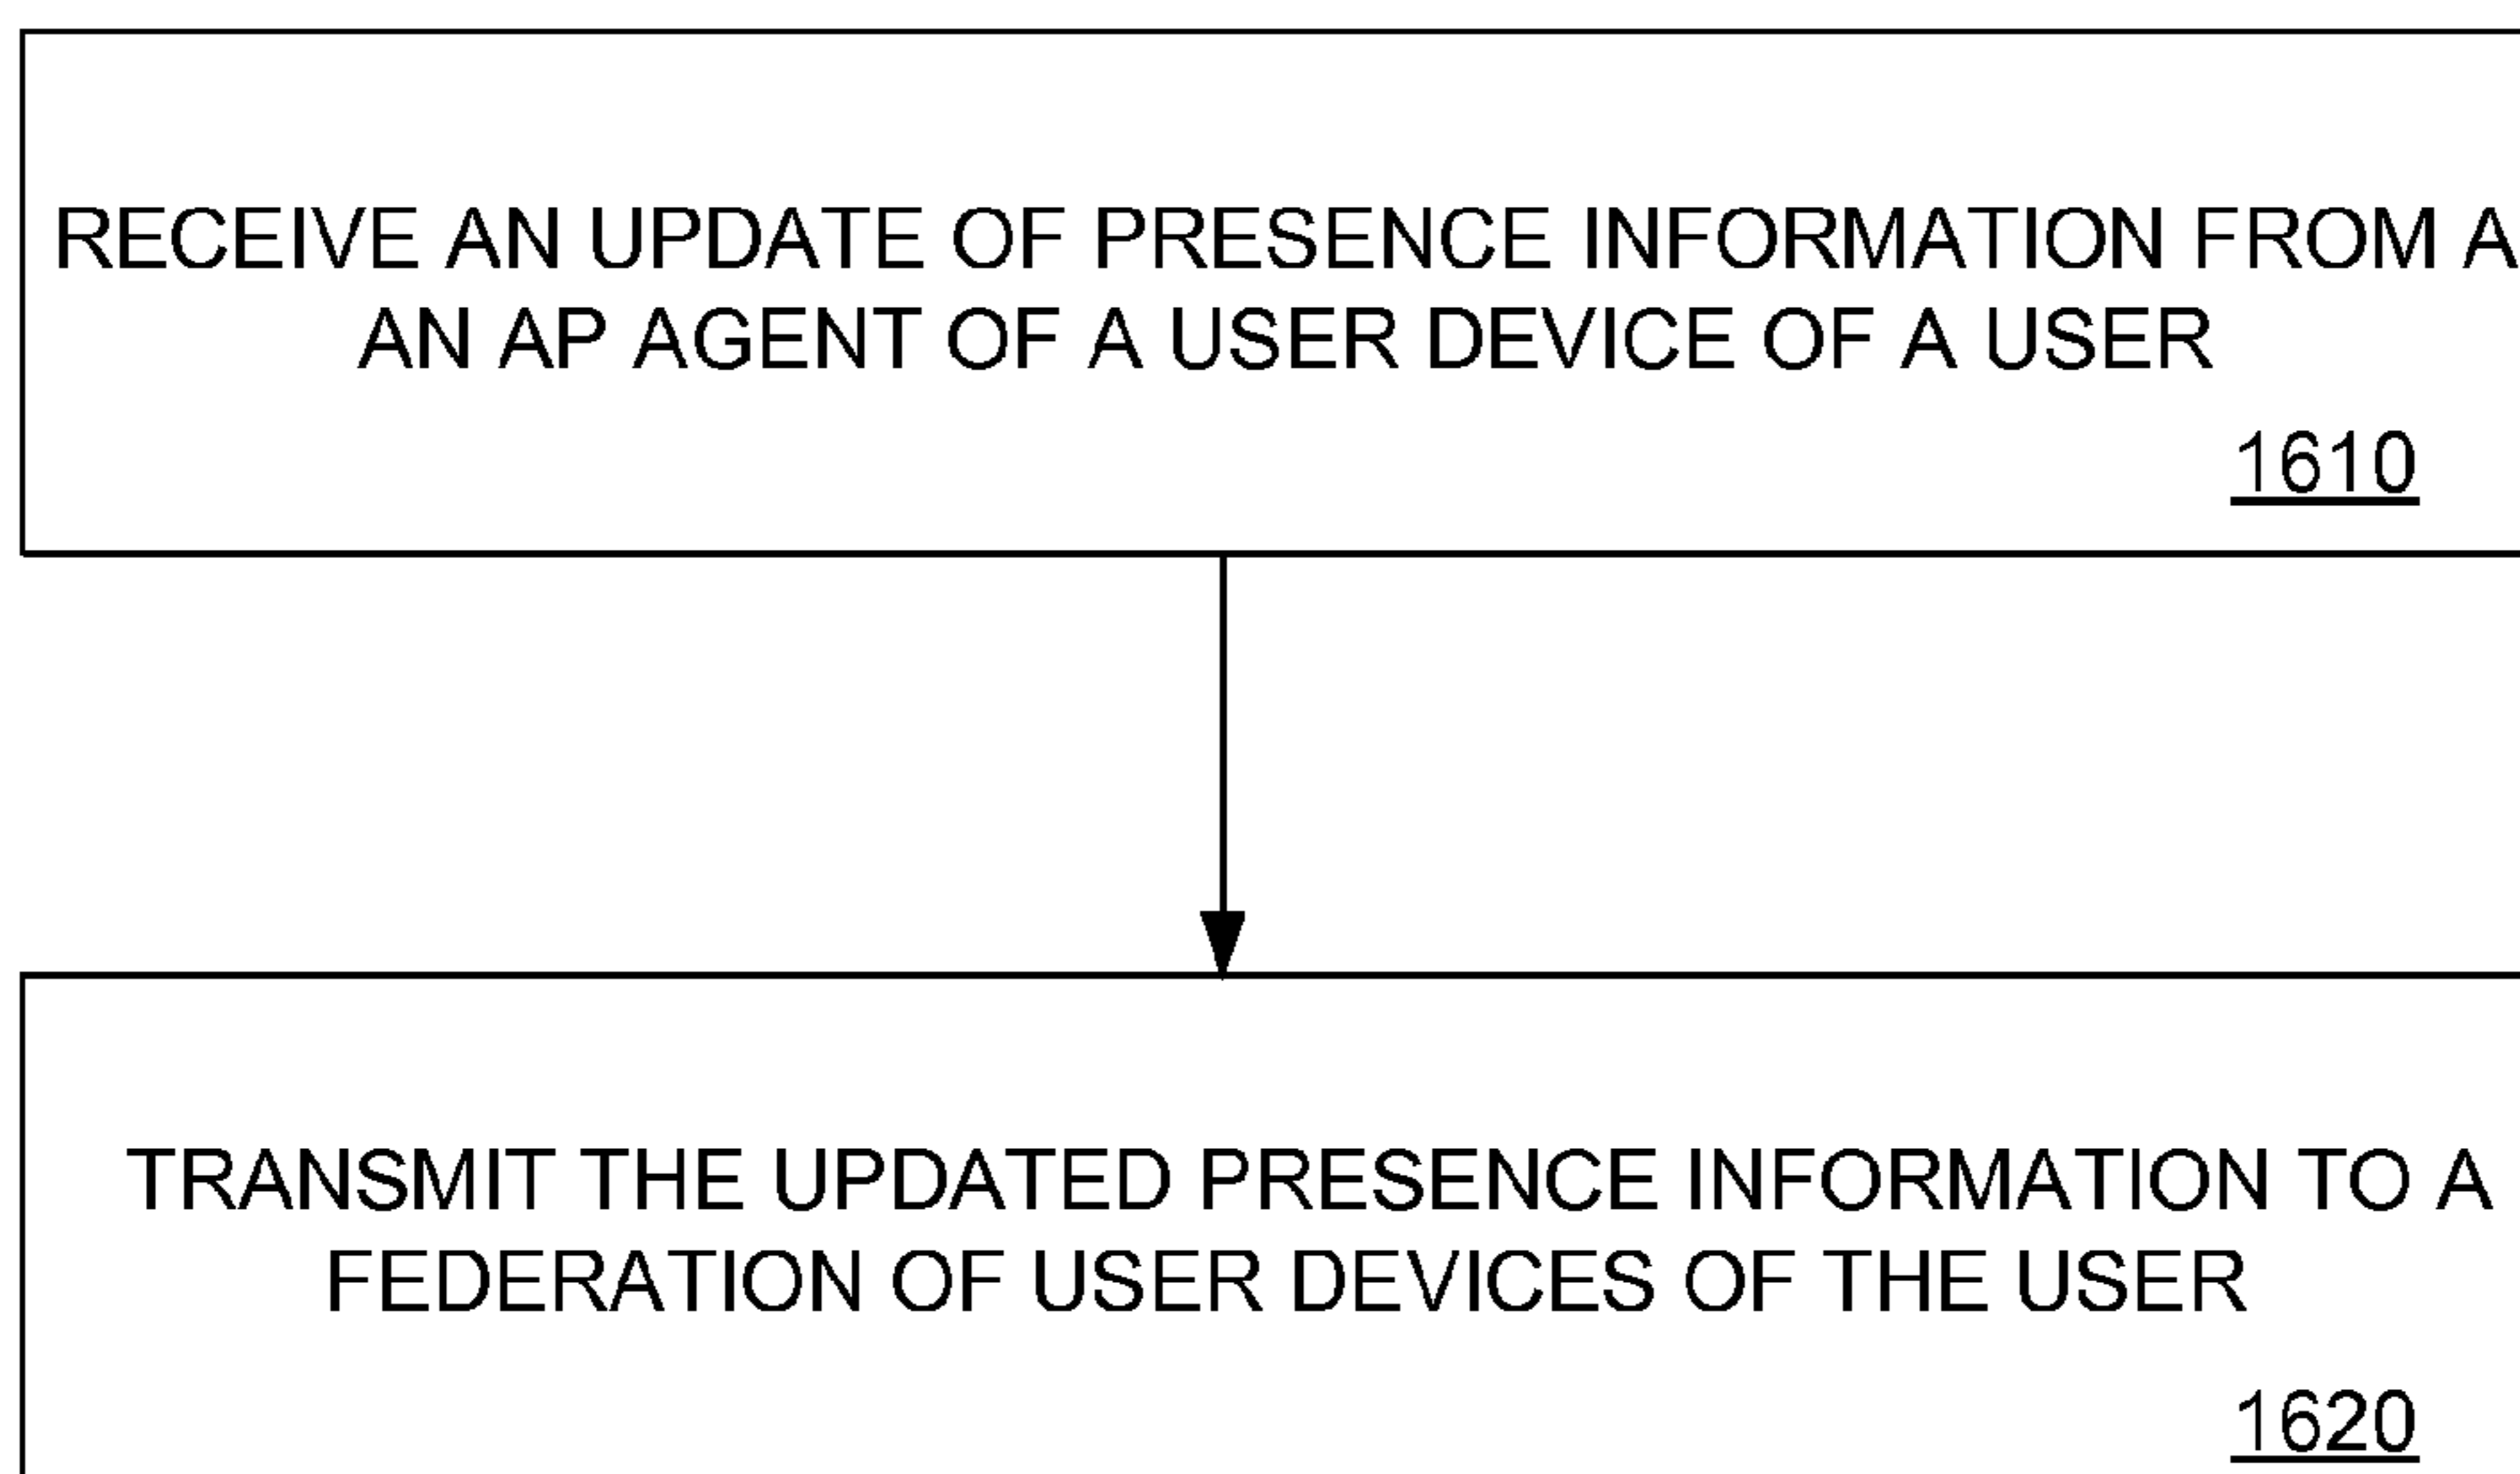 RECEIVE AN UPDATE OF PRESENCE INFORMATION FROM A
AN AP AGENT OF A USER DEVICE OF A USER
1610
TRANSMIT THE UPDATED PRESENCE INFORMATION TO A
FEDERATION OF USER DEVICES OF THE USER
1620